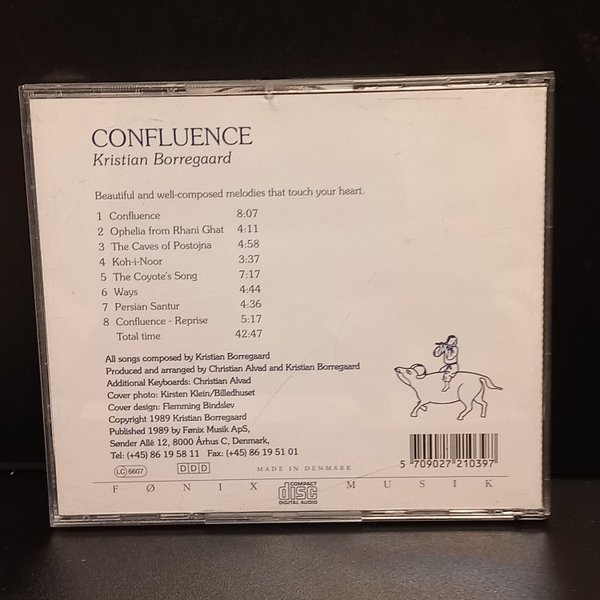 CONFLUENCE
Kristian Borregaard
Beautiful and well-composed melodies that touch your heart.
1 Confluence 8:07
2 Ophelia from Rhani Ghat 4:11
3 The Caves of Postojna 4:58
4 Koh-i-Noor 3:37
5 The Coyote's Song 7:17
6 Ways 4:44
7 Persian Santur 4:36
8 Confluence - Reprise 5:17
Total time 42:47
All songs composed by Kristian Borregaard
Produced and arranged by Christian Alvad and Kristian Borregaard
Additional Keyboards: Christian Alvad
Cover photo: Kirsten Klein/Billedhuset
Cover design: Flemming Bindslev
Copyright 1989 Kristian Borregaard
Published 1989 by Fønix Musik ApS,
Sønder Allé 12, 8000 Århus C, Denmark,
Tel: (+45) 86 19 58 11 Fax: (+45) 86 19 51 01
5 709027 210397
LC 6607 DDD MADE IN DENMARK
FØNIX MUSIK
COMPACT
disc
DIGITAL AUDIO